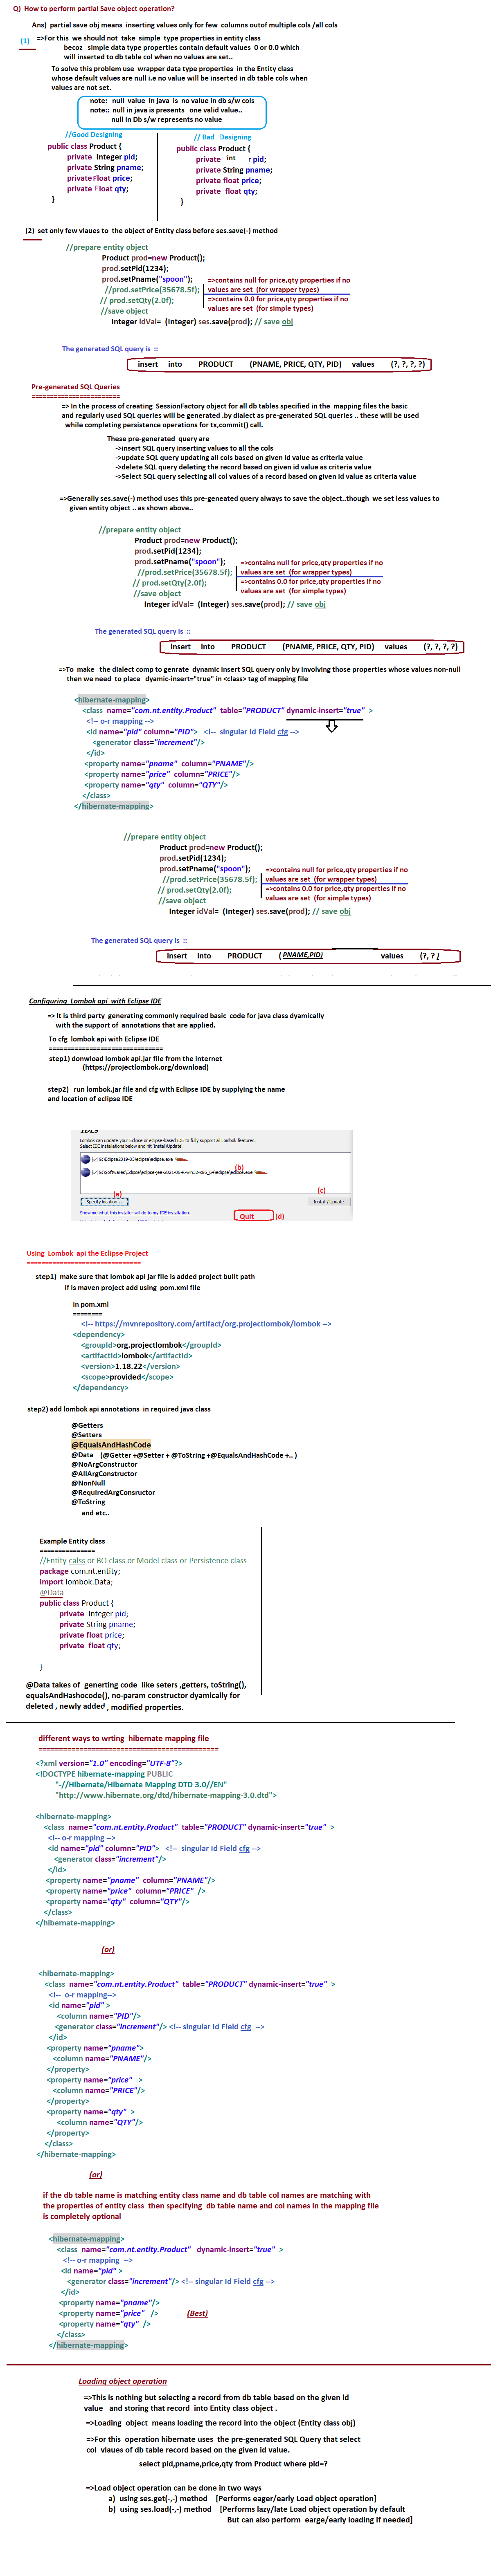 Q) How to perform partial Save object operation?
Ans) partial save obj means inserting values only for few columns outof multiple cols /all cols
(1) =>For this we should not take simple type properties in entity class
becoz simple data type properties contain default values 0 or 0.0 which
will inserted to db table col when no values are set..
To solve this problem use wrapper data type properties in the Entity class
whose default values are null i.e no value will be inserted in db table cols when
values are not set.
note: null value in java is no value in db s/w cols
note:: null in java is presents one valid value..
null in Db s/w represents no value
//Good Designing
public class Product {
private Integer pid;
private String pname;
private Float price;
private Float qty;
}
// Bad Designing
public class Product {
private int pid;
private String pname;
private float price;
private float qty;
}
(2) set only few vlaues to the object of Entity class before ses.save(-) method
//prepare entity object
Product prod=new Product();
prod.setPid(1234);
prod.setPname("spoon");
//prod.setPrice(35678.5f);
// prod.setQty(2.0f);
=>contains null for price,qty properties if no
values are set (for wrapper types)
=>contains 0.0 for price,qty properties if no
values are set (for simple types)
//save object
Integer idVal= (Integer) ses.save(prod); // save obj
The generated SQL query is ::
insert into PRODUCT (PNAME, PRICE, QTY, PID) values (?, ?, ?, ?)
Pre-generated SQL Queries
========================
=> In the process of creating SessionFactory object for all db tables specified in the mapping files the basic
and regularly used SQL queries will be generated .by dialect as pre-generated SQL queries .. these will be used
while completing persistence operations for tx,commit() call.
These pre-generated query are
->insert SQL query inserting values to all the cols
->update SQL query updating all cols based on given id value as criteria value
->delete SQL query deleting the record based on given id value as criteria value
->Select SQL query selecting all col values of a record based on given id value as criteria value
=>Generally ses.save(-) method uses this pre-geneated query always to save the object..though we set less values to
given entity object .. as shown above..
//prepare entity object
Product prod=new Product();
prod.setPid(1234);
prod.setPname("spoon");
//prod.setPrice(35678.5f);
// prod.setQty(2.0f);
=>contains null for price,qty properties if no
values are set (for wrapper types)
=>contains 0.0 for price,qty properties if no
values are set (for simple types)
//save object
Integer idVal= (Integer) ses.save(prod); // save obj
The generated SQL query is ::
insert into PRODUCT (PNAME, PRICE, QTY, PID) values (?, ?, ?, ?)
=>To make the dialect comp to genrate dynamic insert SQL query only by involving those properties whose values non-null
then we need to place dyamic-insert="true" in <class> tag of mapping file
<hibernate-mapping>
<class name="com.nt.entity.Product" table="PRODUCT" dynamic-insert="true" >
<!-- o-r mapping -->
<id name="pid" column="PID"> <!-- singular Id Field cfg -->
<generator class="increment"/>
</id>
<property name="pname" column="PNAME"/>
<property name="price" column="PRICE"/>
<property name="qty" column="QTY"/>
</class>
</hibernate-mapping>
//prepare entity object
Product prod=new Product();
prod.setPid(1234);
prod.setPname("spoon");
//prod.setPrice(35678.5f);
// prod.setQty(2.0f);
=>contains null for price,qty properties if no
values are set (for wrapper types)
=>contains 0.0 for price,qty properties if no
values are set (for simple types)
//save object
Integer idVal= (Integer) ses.save(prod); // save obj
The generated SQL query is ::
insert into PRODUCT ( PNAME,PID) values (?, ? )
Configuring Lombok api with Eclipse IDE
=> It is third party generating commonly required basic code for java class dyamically
with the support of annotations that are applied.
To cfg lombok api with Eclipse IDE
===============================
step1) donwload lombok api.jar file from the internet
(https://projectlombok.org/download)
step2) run lombok.jar file and cfg with Eclipse IDE by supplying the name
and location of eclipse IDE
IDEs
Lombok can update your Eclipse or eclipse-based IDE to fully support all Lombok features.
Select IDE installations below and hit 'Install/Update'.
G:\Eclipse2019-03\eclipse\eclipse.exe
G:\Softwares\Eclipse\eclipse-jee-2021-06-R-win32-x86_64\eclipse\eclipse.exe
(b)
(a)
(c)
Specify location...
Install / Update
Show me what this installer will do to my IDE installation..
Quit (d)
Using Lombok api the Eclipse Project
==============================
step1) make sure that lombok api jar file is added project built path
if is maven project add using pom.xml file
In pom.xml
========
<!-- https://mvnrepository.com/artifact/org.projectlombok/lombok -->
<dependency>
<groupId>org.projectlombok</groupId>
<artifactId>lombok</artifactId>
<version>1.18.22</version>
<scope>provided</scope>
</dependency>
step2) add lombok api annotations in required java class
@Getters
@Setters
@EqualsAndHashCode
@Data (@Getter +@Setter + @ToString +@EqualsAndHashCode +.. )
@NoArgConstructor
@AllArgConstructor
@NonNull
@RequiredArgConsructor
@ToString
and etc..
Example Entity class
===============
//Entity calss or BO class or Model class or Persistence class
package com.nt.entity;
import lombok.Data;
@Data
public class Product {
private Integer pid;
private String pname;
private float price;
private float qty;
}
@Data takes of generting code like seters ,getters, toString(),
equalsAndHashocode(), no-param constructor dyamically for
deleted , newly added , modified properties.
different ways to wrting hibernate mapping file
============================================
<?xml version="1.0" encoding="UTF-8"?>
<!DOCTYPE hibernate-mapping PUBLIC
"-//Hibernate/Hibernate Mapping DTD 3.0//EN"
"http://www.hibernate.org/dtd/hibernate-mapping-3.0.dtd">
<hibernate-mapping>
<class name="com.nt.entity.Product" table="PRODUCT" dynamic-insert="true" >
<!-- o-r mapping -->
<id name="pid" column="PID"> <!-- singular Id Field cfg -->
<generator class="increment"/>
</id>
<property name="pname" column="PNAME"/>
<property name="price" column="PRICE" />
<property name="qty" column="QTY"/>
</class>
</hibernate-mapping>
(or)
<hibernate-mapping>
<class name="com.nt.entity.Product" table="PRODUCT" dynamic-insert="true" >
<!-- o-r mapping-->
<id name="pid" >
<column name="PID"/>
<generator class="increment"/> <!-- singular Id Field cfg -->
</id>
<property name="pname">
<column name="PNAME"/>
</property>
<property name="price" >
<column name="PRICE"/>
</property>
<property name="qty" >
<column name="QTY"/>
</property>
</class>
</hibernate-mapping>
(or)
if the db table name is matching entity class name and db table col names are matching with
the properties of entity class then specifying db table name and col names in the mapping file
is completely optional
<hibernate-mapping>
<class name="com.nt.entity.Product" dynamic-insert="true" >
<!-- o-r mapping -->
<id name="pid" >
<generator class="increment"/> <!-- singular Id Field cfg -->
</id>
<property name="pname"/>
<property name="price" /> (Best)
<property name="qty" />
</class>
</hibernate-mapping>
Loading object operation
=>This is nothing but selecting a record from db table based on the given id
value and storing that record into Entity class object .
=>Loading object means loading the record into the object (Entity class obj)
=>For this operation hibernate uses the pre-generated SQL Query that select
col vlaues of db table record based on the given id value.
select pid,pname,price,qty from Product where pid=?
=>Load object operation can be done in two ways
a) using ses.get(-,-) method [Performs eager/early Load object operation]
b) using ses.load(-,-) method [Performs lazy/late Load object operation by default
But can also perform earge/early loading if needed]